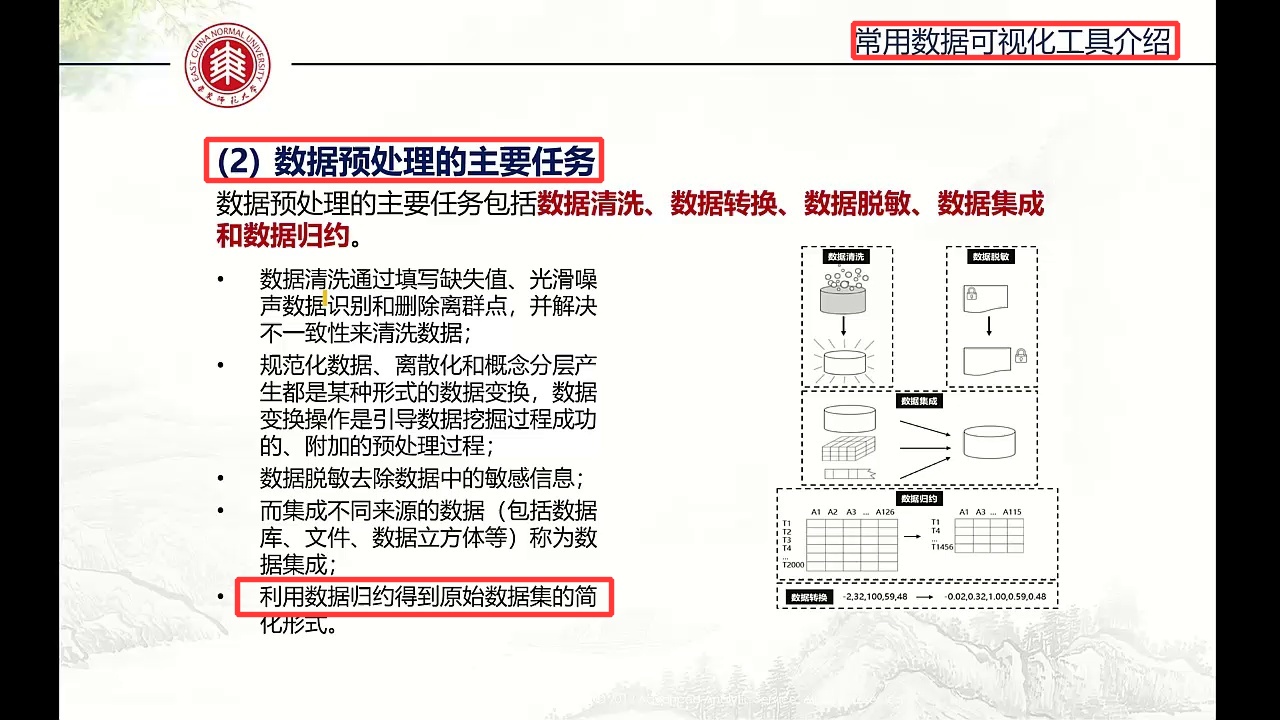 常用数据可视化工具介绍
EAST CHINA NORMAL UNIVERSITY
華東师范大学
(2) 数据预处理的主要任务
数据预处理的主要任务包括数据清洗、数据转换、数据脱敏、数据集成
和数据归约。
• 数据清洗通过填写缺失值、光滑噪
声数据识别和删除离群点，并解决
不一致性来清洗数据；
• 规范化数据、离散化和概念分层产
生都是某种形式的数据变换，数据
变换操作是引导数据挖掘过程成功
的、附加的预处理过程；
• 数据脱敏去除数据中的敏感信息；
• 而集成不同来源的数据（包括数据
库、文件、数据立方体等）称为数
据集成；
• 利用数据归约得到原始数据集的简
化形式。
数据清洗
数据脱敏
数据集成
数据归约
A1 A2 A3 ... A126
T1
T2
T3
T4
...
T2000
A1 A3 ... A115
T1
T4
...
T1456
数据转换 -2,32,100,59,48 -0.02,0.32,1.00,0.59,0.48